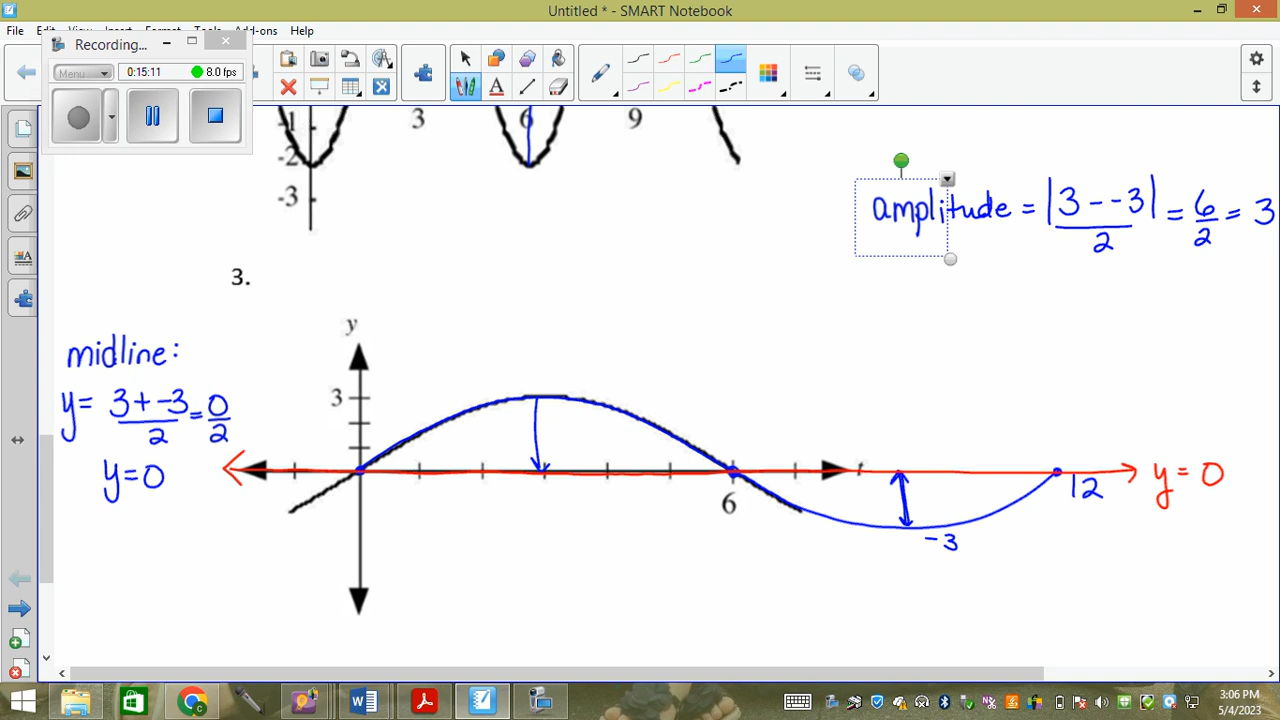 Untitled * - SMART Notebook
File Edit View Insert Format Tools Add-ons Help
Recording...
Menu 0:15:11 8.0 fps
-1 3 6 9
-2
-3
amplitude = |3 - -3| / 2 = 6/2 = 3
3.
y
midline:
3
y = 3 + -3 / 2 = 0/2
y=0
t
y = 0
6
12
-3
3:06 PM
5/4/2023